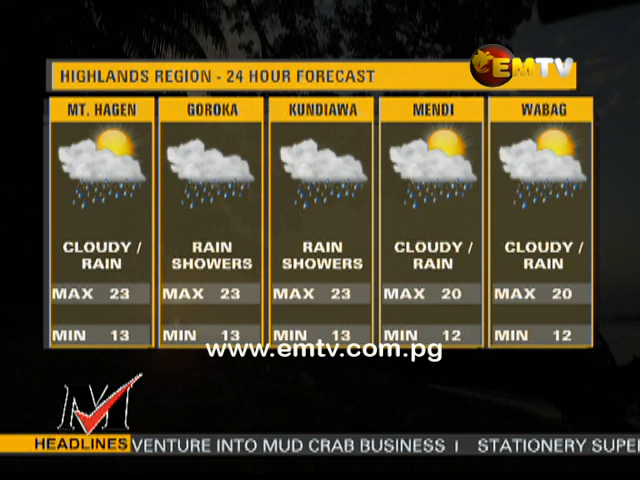 EMTV
HIGHLANDS REGION - 24 HOUR FORECAST
MT. HAGEN
CLOUDY /
RAIN
MAX 23
MIN 13
GOROKA
RAIN
SHOWERS
MAX 23
MIN 13
KUNDIAWA
RAIN
SHOWERS
MAX 23
MIN 13
MENDI
CLOUDY /
RAIN
MAX 20
MIN 12
WABAG
CLOUDY /
RAIN
MAX 20
MIN 12
www.emtv.com.pg
M
HEADLINES VENTURE INTO MUD CRAB BUSINESS | STATIONERY SUPE